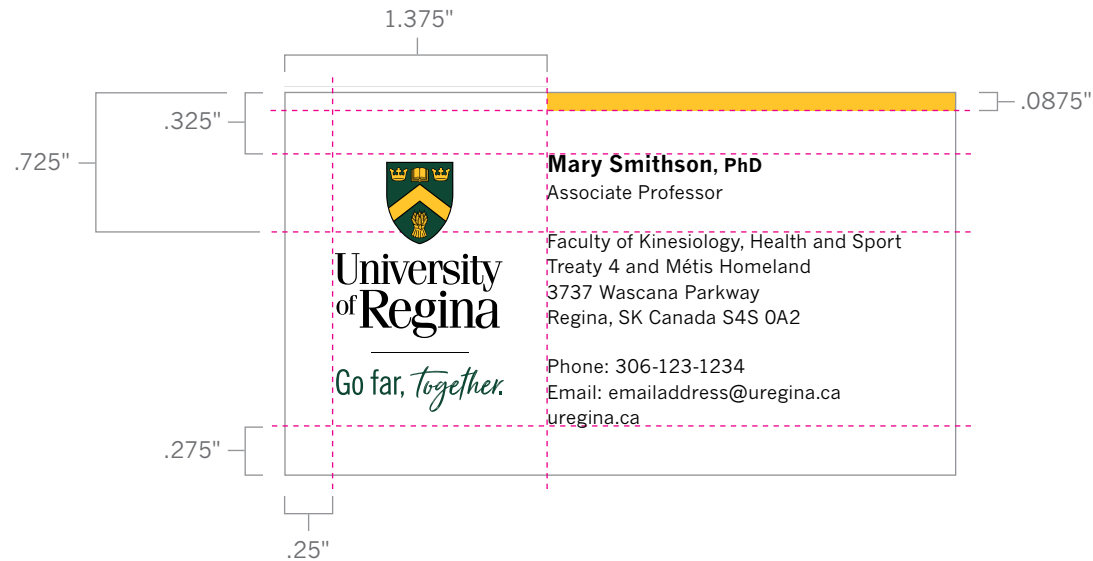 1.375"
.0875"
.325"
.725"
Mary Smithson, PhD
Associate Professor
Faculty of Kinesiology, Health and Sport
Treaty 4 and Métis Homeland
3737 Wascana Parkway
Regina, SK Canada S4S 0A2
Phone: 306-123-1234
Email: emailaddress@uregina.ca
uregina.ca
University
of Regina
Go far, together.
.275"
.25"